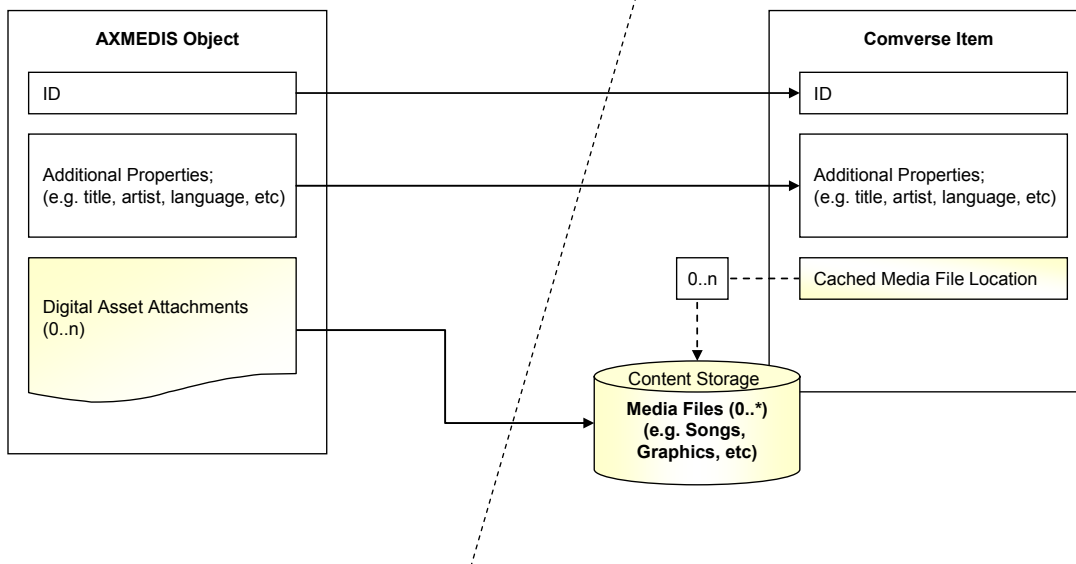 AXMEDIS Object
ID
Additional Properties;
(e.g. title, artist, language, etc)
Digital Asset Attachments
(0..n)
Comverse Item
ID
Additional Properties;
(e.g. title, artist, language, etc)
0..n
Cached Media File Location
Content Storage
Media Files (0..*)
(e.g. Songs,
Graphics, etc)